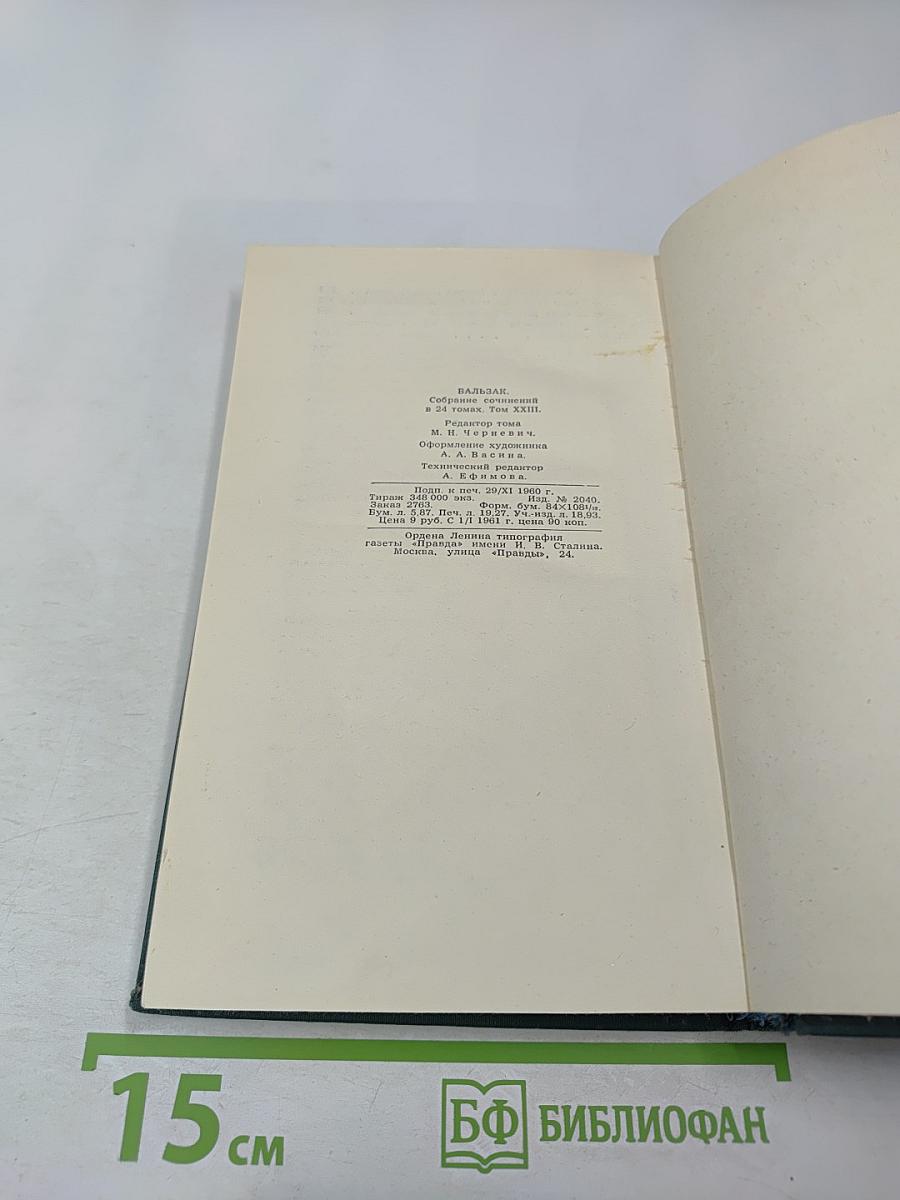 БАЛЬЗАК.
Собрание сочинений
в 24 томах. Том XXIII.
Редактор тома
М. Н. Черневич.
Оформление художника
А. А. Васина.
Технический редактор
А. Ефимова.
Подп. к печ. 29/XI 1960 г.
Тираж 348 000 экз. Изд. № 2040.
Заказ 2763. Форм. бум. 84×108¹/₃₂.
Бум. л. 5,87. Печ. л. 19,27. Уч.-изд. л. 18,93.
Цена 9 руб. С 1/I 1961 г. цена 90 коп.
Ордена Ленина типография
газеты «Правда» имени И. В. Сталина.
Москва, улица «Правды», 24.
15 см
БФ БИБЛИОФАН